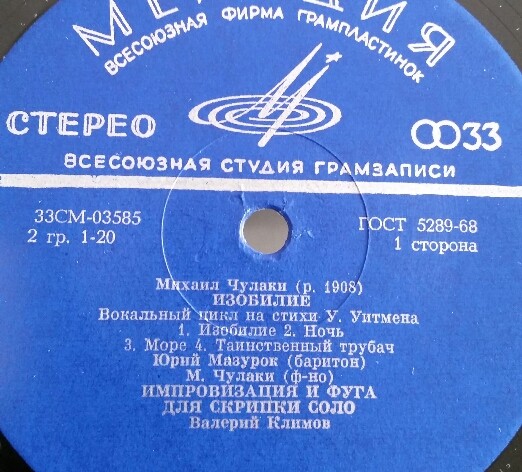 МЕЛОДИЯ
ВСЕСОЮЗНАЯ ФИРМА ГРАМПЛАСТИНОК
СТЕРЕО
33
ВСЕСОЮЗНАЯ СТУДИЯ ГРАМЗАПИСИ
33СМ-03585
ГОСТ 5289-68
2 гр. 1-20
1 сторона
Михаил Чулаки (р. 1908)
ИЗОБИЛИЕ
Вокальный цикл на стихи У. Уитмена
1. Изобилие 2. Ночь
3. Море 4. Таинственный трубач
Юрий Мазурок (баритон)
М. Чулаки (ф-но)
ИМПРОВИЗАЦИЯ И ФУГА
ДЛЯ СКРИПКИ СОЛО
Валерий Климов